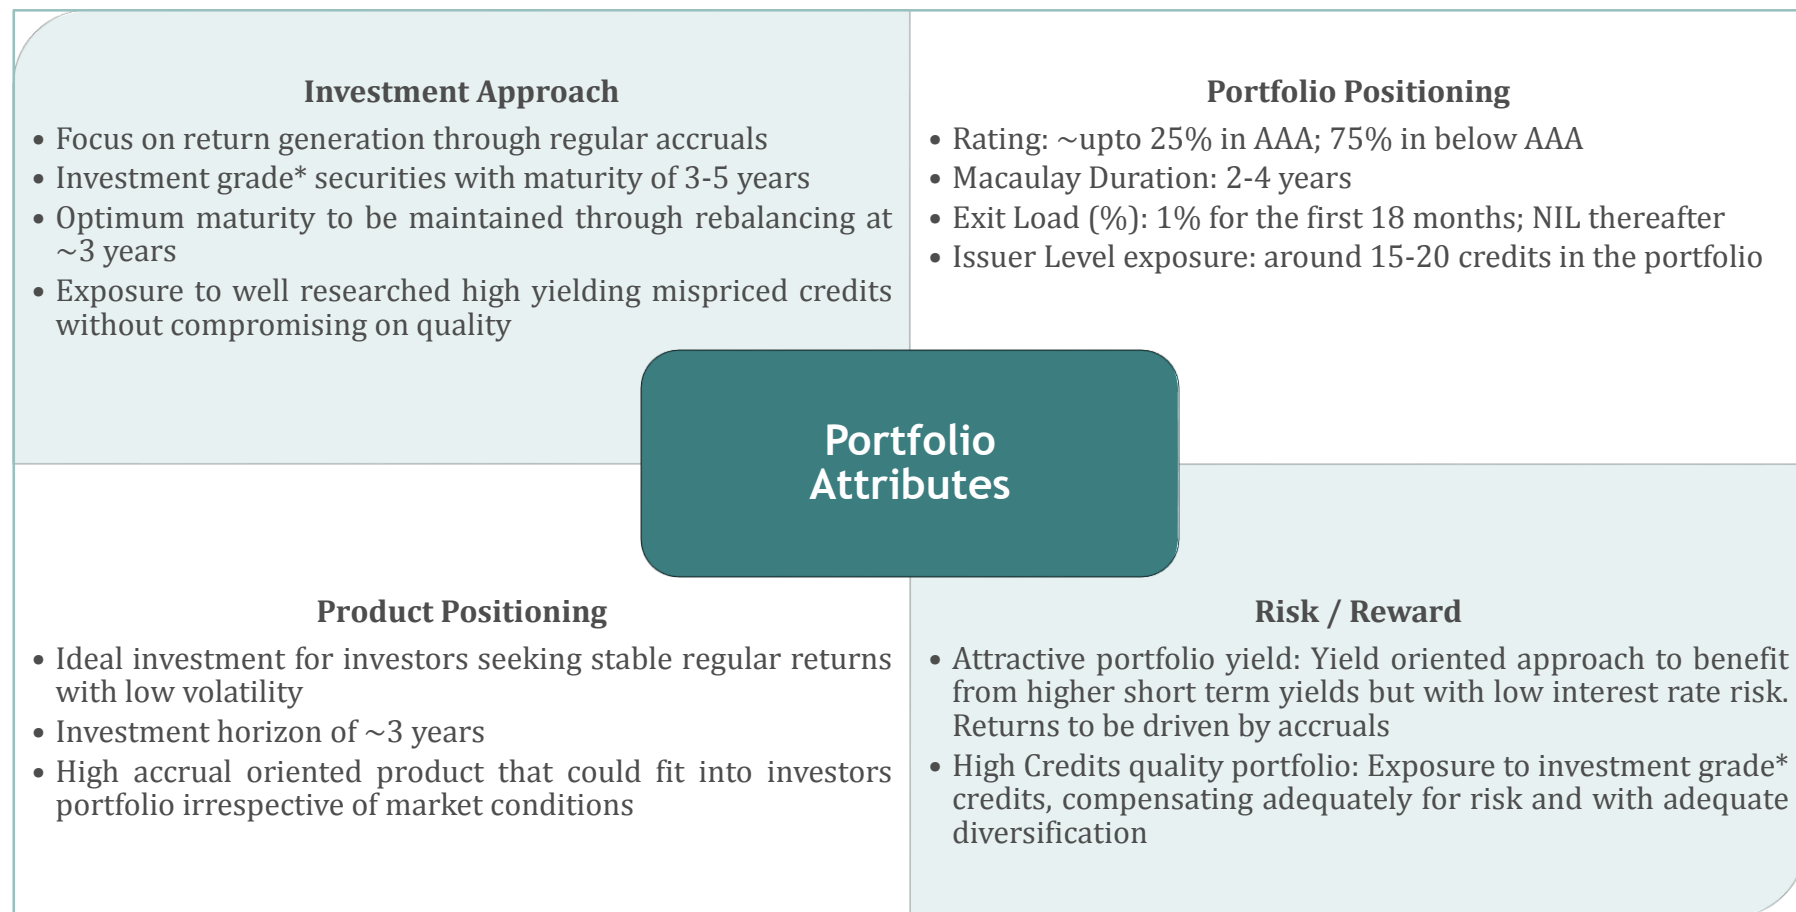 Investment Approach
• Focus on return generation through regular accruals
• Investment grade* securities with maturity of 3-5 years
• Optimum maturity to be maintained through rebalancing at
~3 years
• Exposure to well researched high yielding mispriced credits
without compromising on quality
Portfolio Positioning
• Rating: ~upto 25% in AAA; 75% in below AAA
• Macaulay Duration: 2-4 years
• Exit Load (%): 1% for the first 18 months; NIL thereafter
• Issuer Level exposure: around 15-20 credits in the portfolio
Portfolio
Attributes
Product Positioning
• Ideal investment for investors seeking stable regular returns
with low volatility
• Investment horizon of ~3 years
• High accrual oriented product that could fit into investors
portfolio irrespective of market conditions
Risk / Reward
• Attractive portfolio yield: Yield oriented approach to benefit
from higher short term yields but with low interest rate risk.
Returns to be driven by accruals
• High Credits quality portfolio: Exposure to investment grade*
credits, compensating adequately for risk and with adequate
diversification